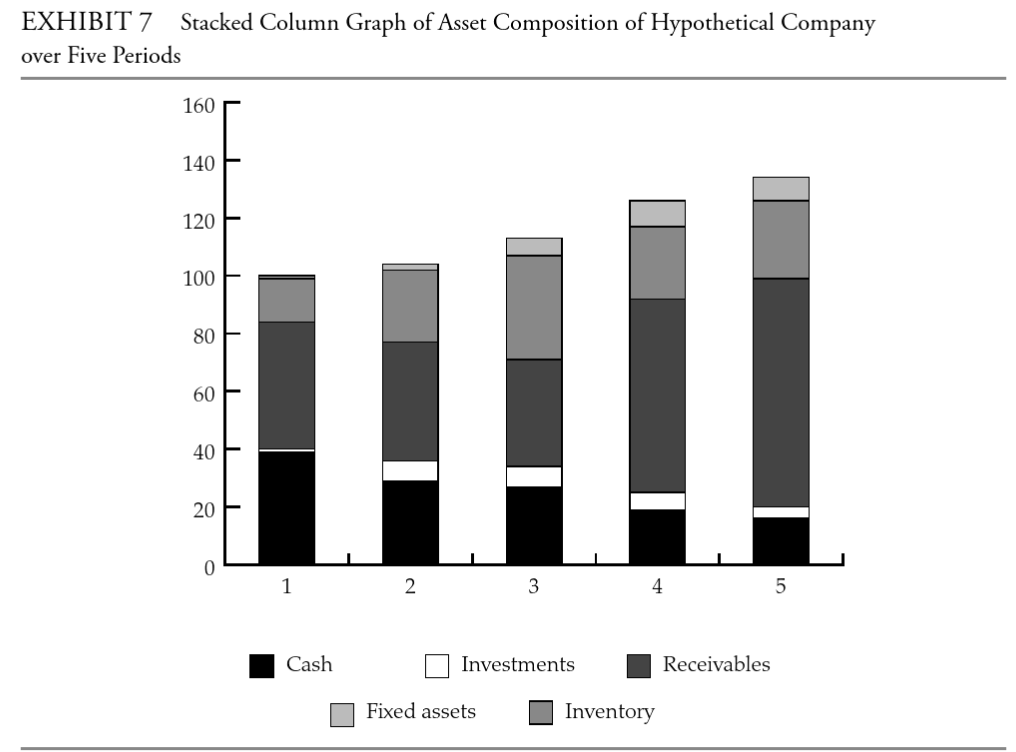 EXHIBIT 7 Stacked Column Graph of Asset Composition of Hypothetical Company
over Five Periods
160
140
120
100
80
60
40
20
0
1 2 3 4 5
Cash Investments Receivables
Fixed assets Inventory